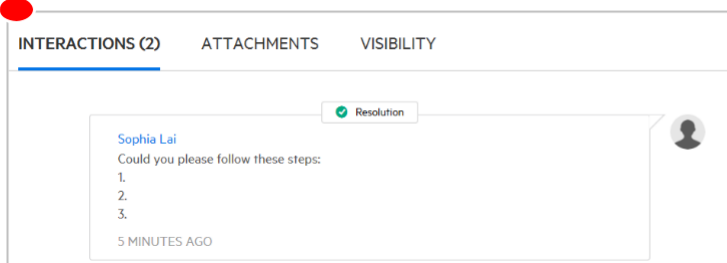 INTERACTIONS (2) ATTACHMENTS VISIBILITY
Resolution
Sophia Lai
Could you please follow these steps:
1.
2.
3.
5 MINUTES AGO